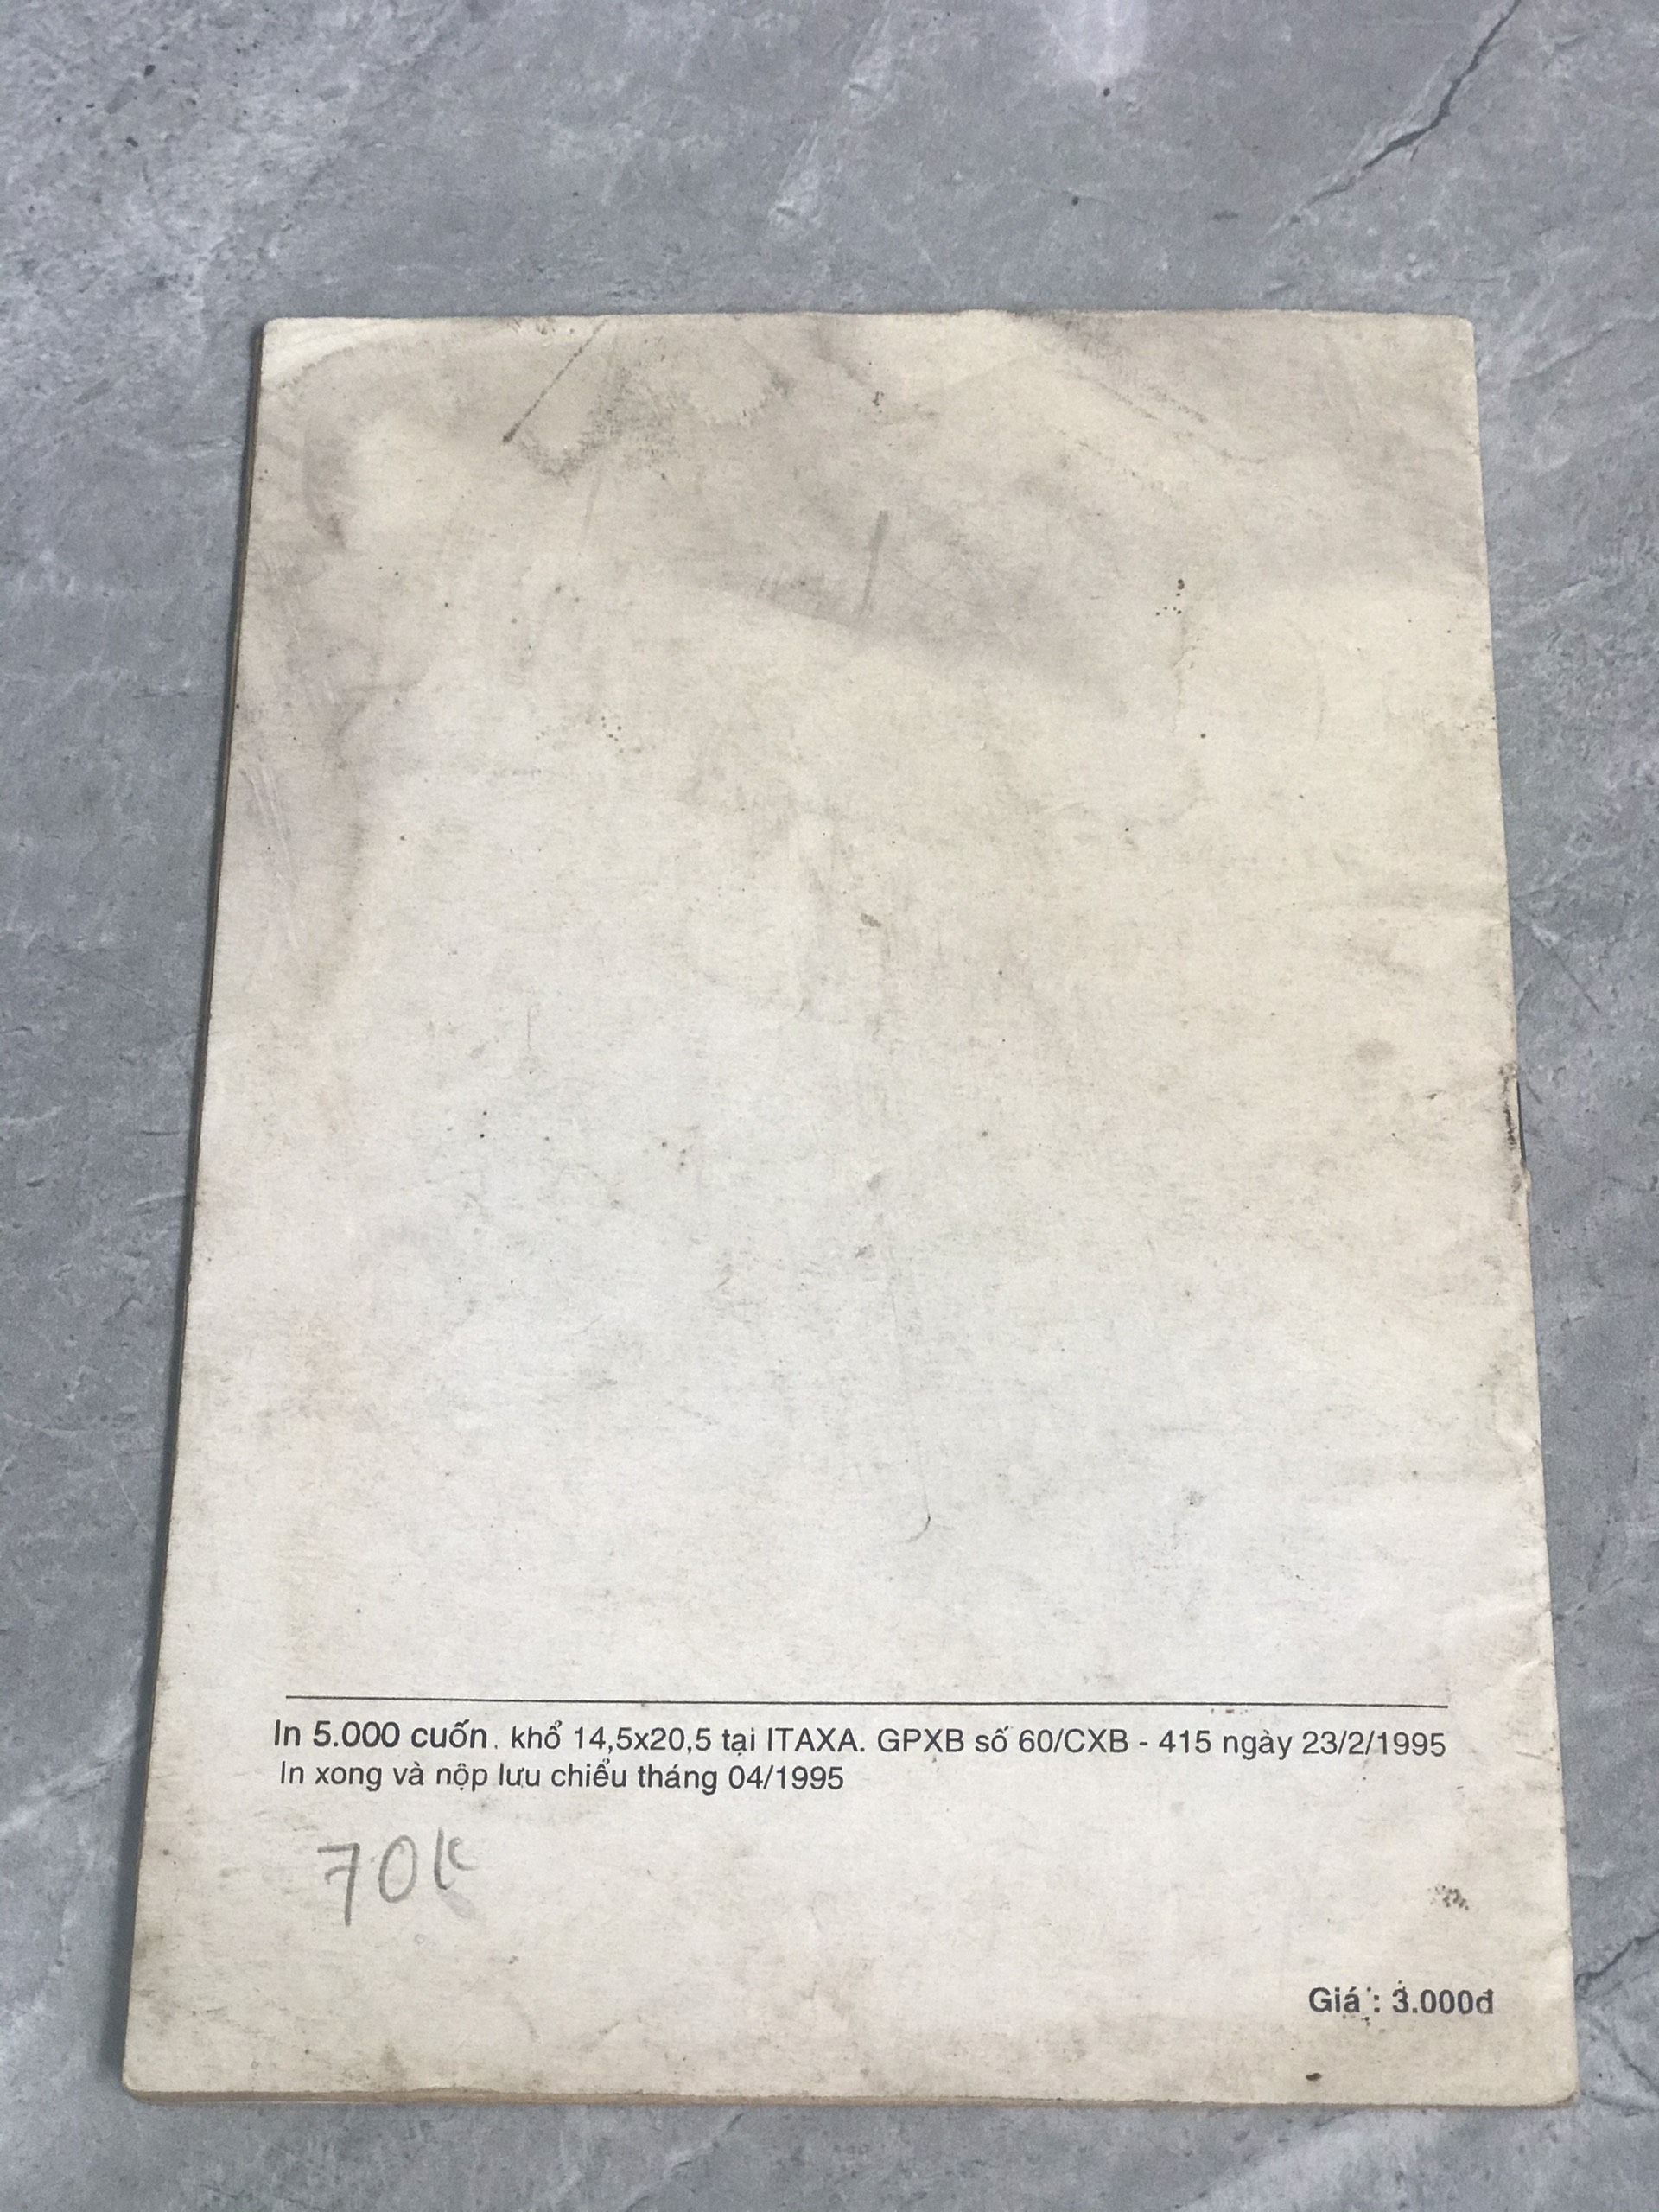 In 5.000 cuốn. khổ 14,5x20,5 tại ITAXA. GPXB số 60/CXB - 415 ngày 23/2/1995
In xong và nộp lưu chiểu tháng 04/1995
70k
Giá : 3.000đ